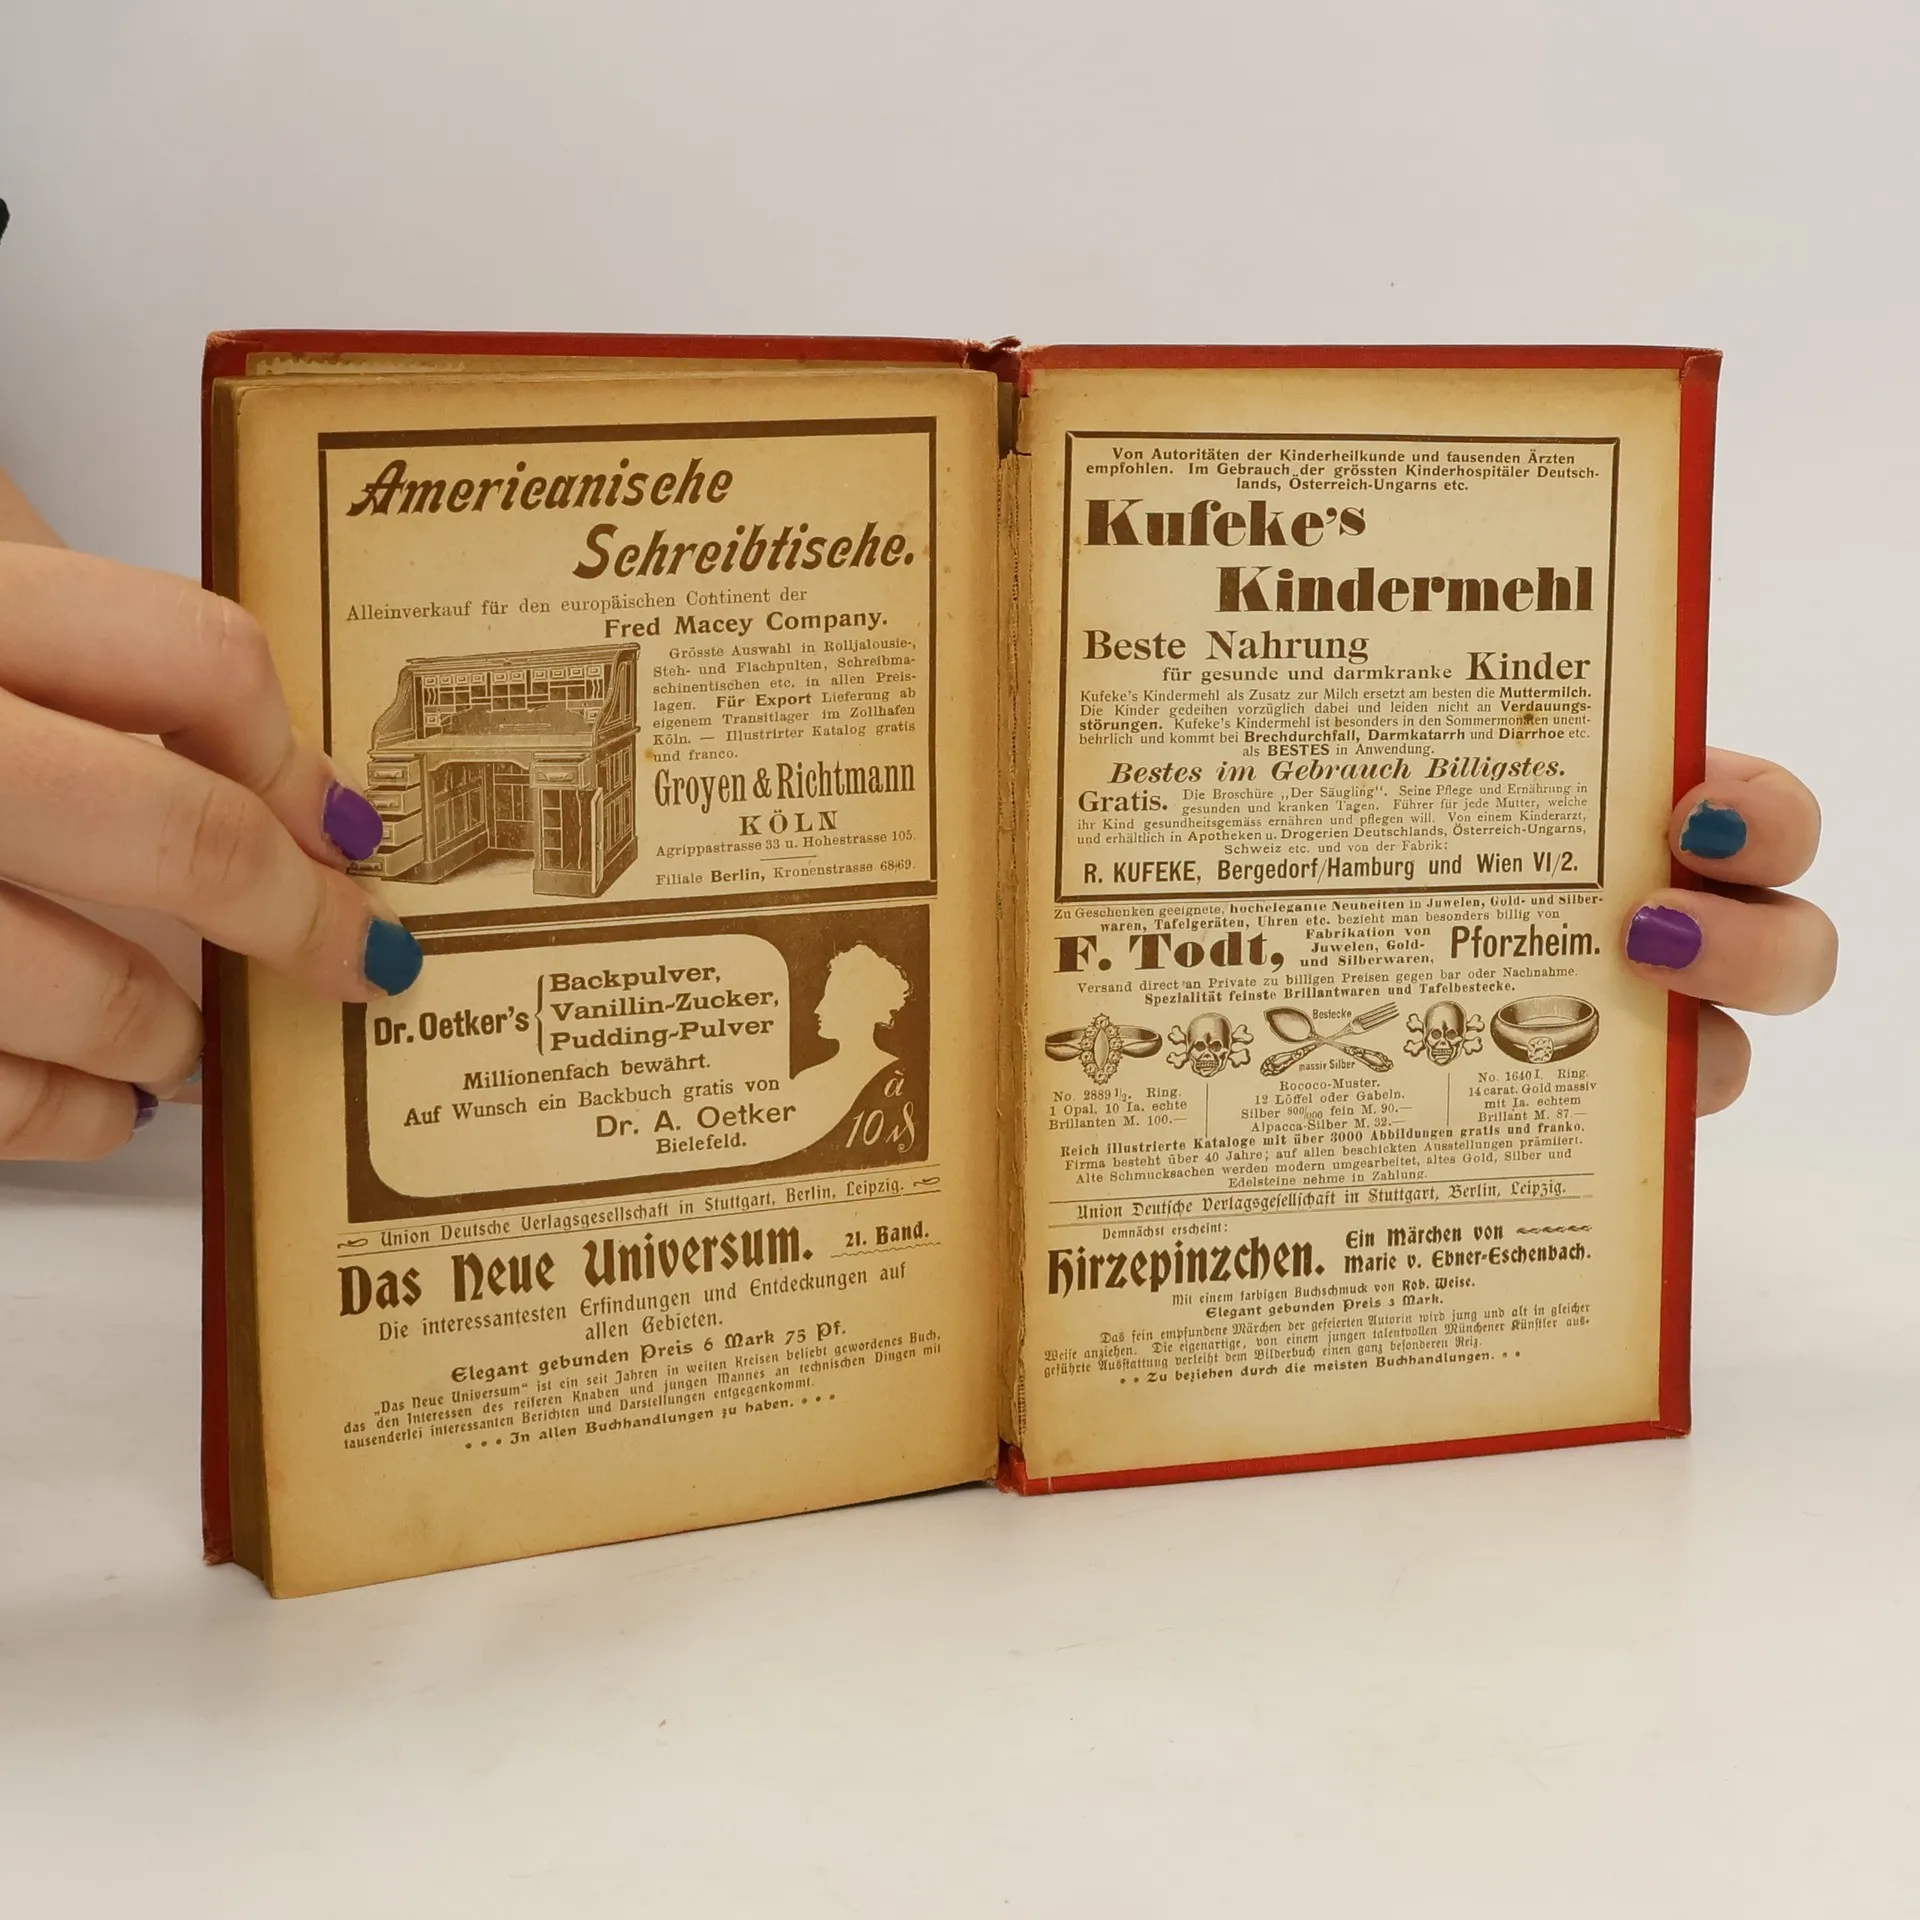 Americanische
Schreibtische.
Alleinverkauf für den europäischen Continent der
Fred Macey Company.
Grösste Auswahl in Rolljalousie-,
Steh- und Flachpulten, Schreibma-
schinentischen etc. in allen Preis-
lagen. Für Export Lieferung ab
eigenem Transitlager im Zollhafen
Köln. — Illustrirter Katalog gratis
und franco.
Groyen & Richtmann
KÖLN
Agrippastrasse 33 u. Hohestrasse 105.
Filiale Berlin, Kronenstrasse 68/69.
Dr. Oetker's
Backpulver,
Vanillin-Zucker,
Pudding-Pulver
Millionenfach bewährt.
Auf Wunsch ein Backbuch gratis von
Dr. A. Oetker
Bielefeld.
à
10 ₰
Union Deutsche Verlagsgesellschaft in Stuttgart, Berlin, Leipzig.
Das Neue Universum. 21. Band.
Die interessantesten Erfindungen und Entdeckungen auf
allen Gebieten.
Elegant gebunden Preis 6 Mark 75 Pf.
„Das Neue Universum“ ist ein seit Jahren in weiten Kreisen beliebt gewordenes Buch,
das den Interessen des reiferen Knaben und jungen Mannes an technischen Dingen mit
tausenderlei interessanten Berichten und Darstellungen entgegenkommt.
• • • In allen Buchhandlungen zu haben. • • •
Von Autoritäten der Kinderheilkunde und tausenden Ärzten
empfohlen. Im Gebrauch der grössten Kinderhospitäler Deutsch-
lands, Österreich-Ungarns etc.
Kufeke's
Kindermehl
Beste Nahrung
für gesunde und darmkranke Kinder
Kufeke's Kindermehl als Zusatz zur Milch ersetzt am besten die Muttermilch.
Die Kinder gedeihen vorzüglich dabei und leiden nicht an Verdauungs-
störungen. Kufeke's Kindermehl ist besonders in den Sommermonaten unent-
behrlich und kommt bei Brechdurchfall, Darmkatarrh und Diarrhoe etc.
als BESTES in Anwendung.
Bestes im Gebrauch Billigstes.
Gratis. Die Broschüre „Der Säugling“. Seine Pflege und Ernährung in
gesunden und kranken Tagen. Führer für jede Mutter, welche
ihr Kind gesundheitsgemäss ernähren und pflegen will. Von einem Kinderarzt,
und erhältlich in Apotheken u. Drogerien Deutschlands, Österreich-Ungarns,
Schweiz etc. und von der Fabrik:
R. KUFEKE, Bergedorf/Hamburg und Wien VI/2.
Zu Geschenken geeignete, hochelegante Neuheiten in Juwelen, Gold- und Silber-
waren, Tafelgeräten, Uhren etc. bezieht man besonders billig von
F. Todt,
Fabrikation von
Juwelen, Gold-
und Silberwaren,
Pforzheim.
Versand direct an Private zu billigen Preisen gegen bar oder Nachnahme.
Spezialität feinste Brillantwaren und Tafelbestecke.
Bestecke
massiv Silber
No. 2889 1/2. Ring.
1 Opal. 10 Ia. echte
Brillanten M. 100.—
Rococo-Muster.
12 Löffel oder Gabeln.
Silber 800/000 fein M. 90.—
Alpacca-Silber M. 32.—
No. 1640 I. Ring.
14 carat. Gold massiv
mit Ia. echtem
Brillant M. 87.—
Reich illustrierte Kataloge mit über 3000 Abbildungen gratis und franko.
Firma besteht über 40 Jahre; auf allen beschickten Ausstellungen prämiiert.
Alte Schmucksachen werden modern umgearbeitet, altes Gold, Silber und
Edelsteine nehme in Zahlung.
Union Deutsche Verlagsgesellschaft in Stuttgart, Berlin, Leipzig.
Demnächst erscheint:
Hirzepinzchen.
Ein Märchen von
Marie v. Ebner-Eschenbach.
Mit einem farbigen Buchschmuck von Rob. Weise.
Elegant gebunden Preis 3 Mark.
Das fein empfundene Märchen der gefeierten Autorin wird jung und alt in gleicher
Weise anziehen. Die eigenartige, von einem jungen talentvollen Münchener Künstler aus-
geführte Ausstattung verleiht dem Bilderbuch einen ganz besonderen Reiz.
• • Zu beziehen durch die meisten Buchhandlungen. • •